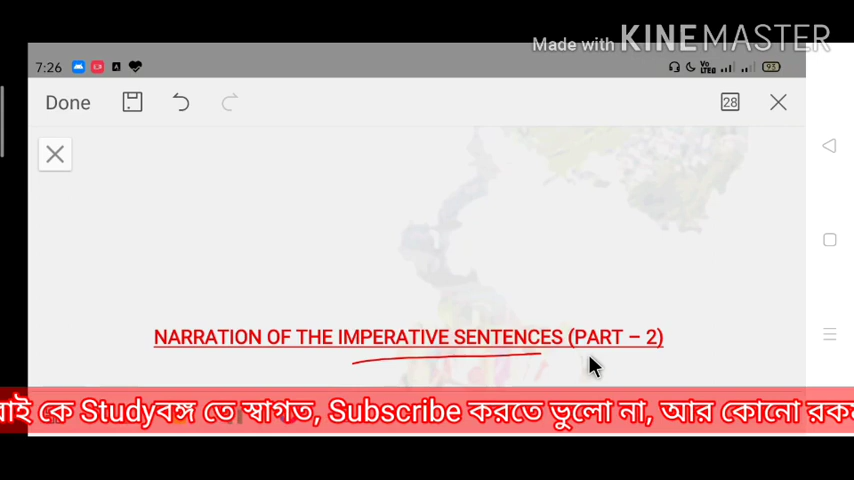 Made with KINEMASTER
7:26
93
Done
28
NARRATION OF THE IMPERATIVE SENTENCES (PART – 2)
কে Studyবঙ্গ তে স্বাগত, Subscribe করতে ভুলো না, আর কোনো